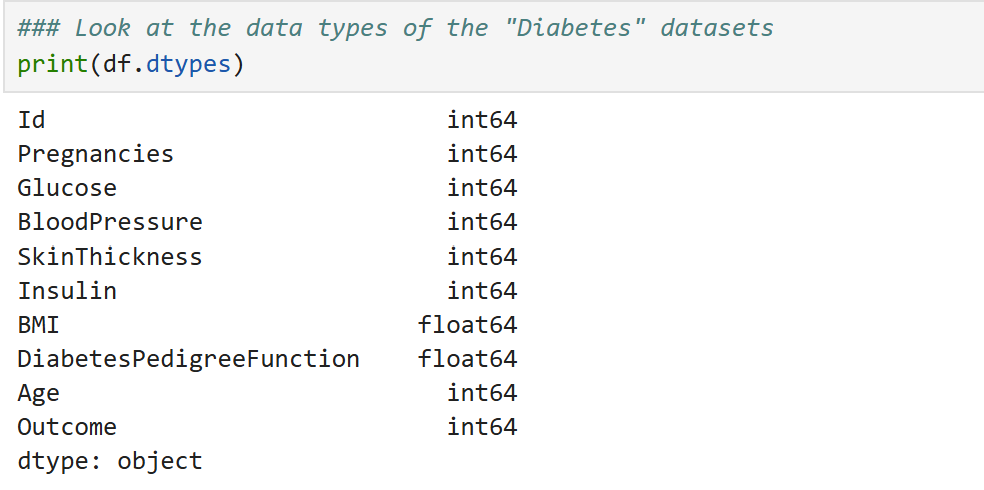 ### Look at the data types of the "Diabetes" datasets
print(df.dtypes)
Id                              int64
Pregnancies                     int64
Glucose                         int64
BloodPressure                   int64
SkinThickness                   int64
Insulin                         int64
BMI                           float64
DiabetesPedigreeFunction      float64
Age                             int64
Outcome                         int64
dtype: object